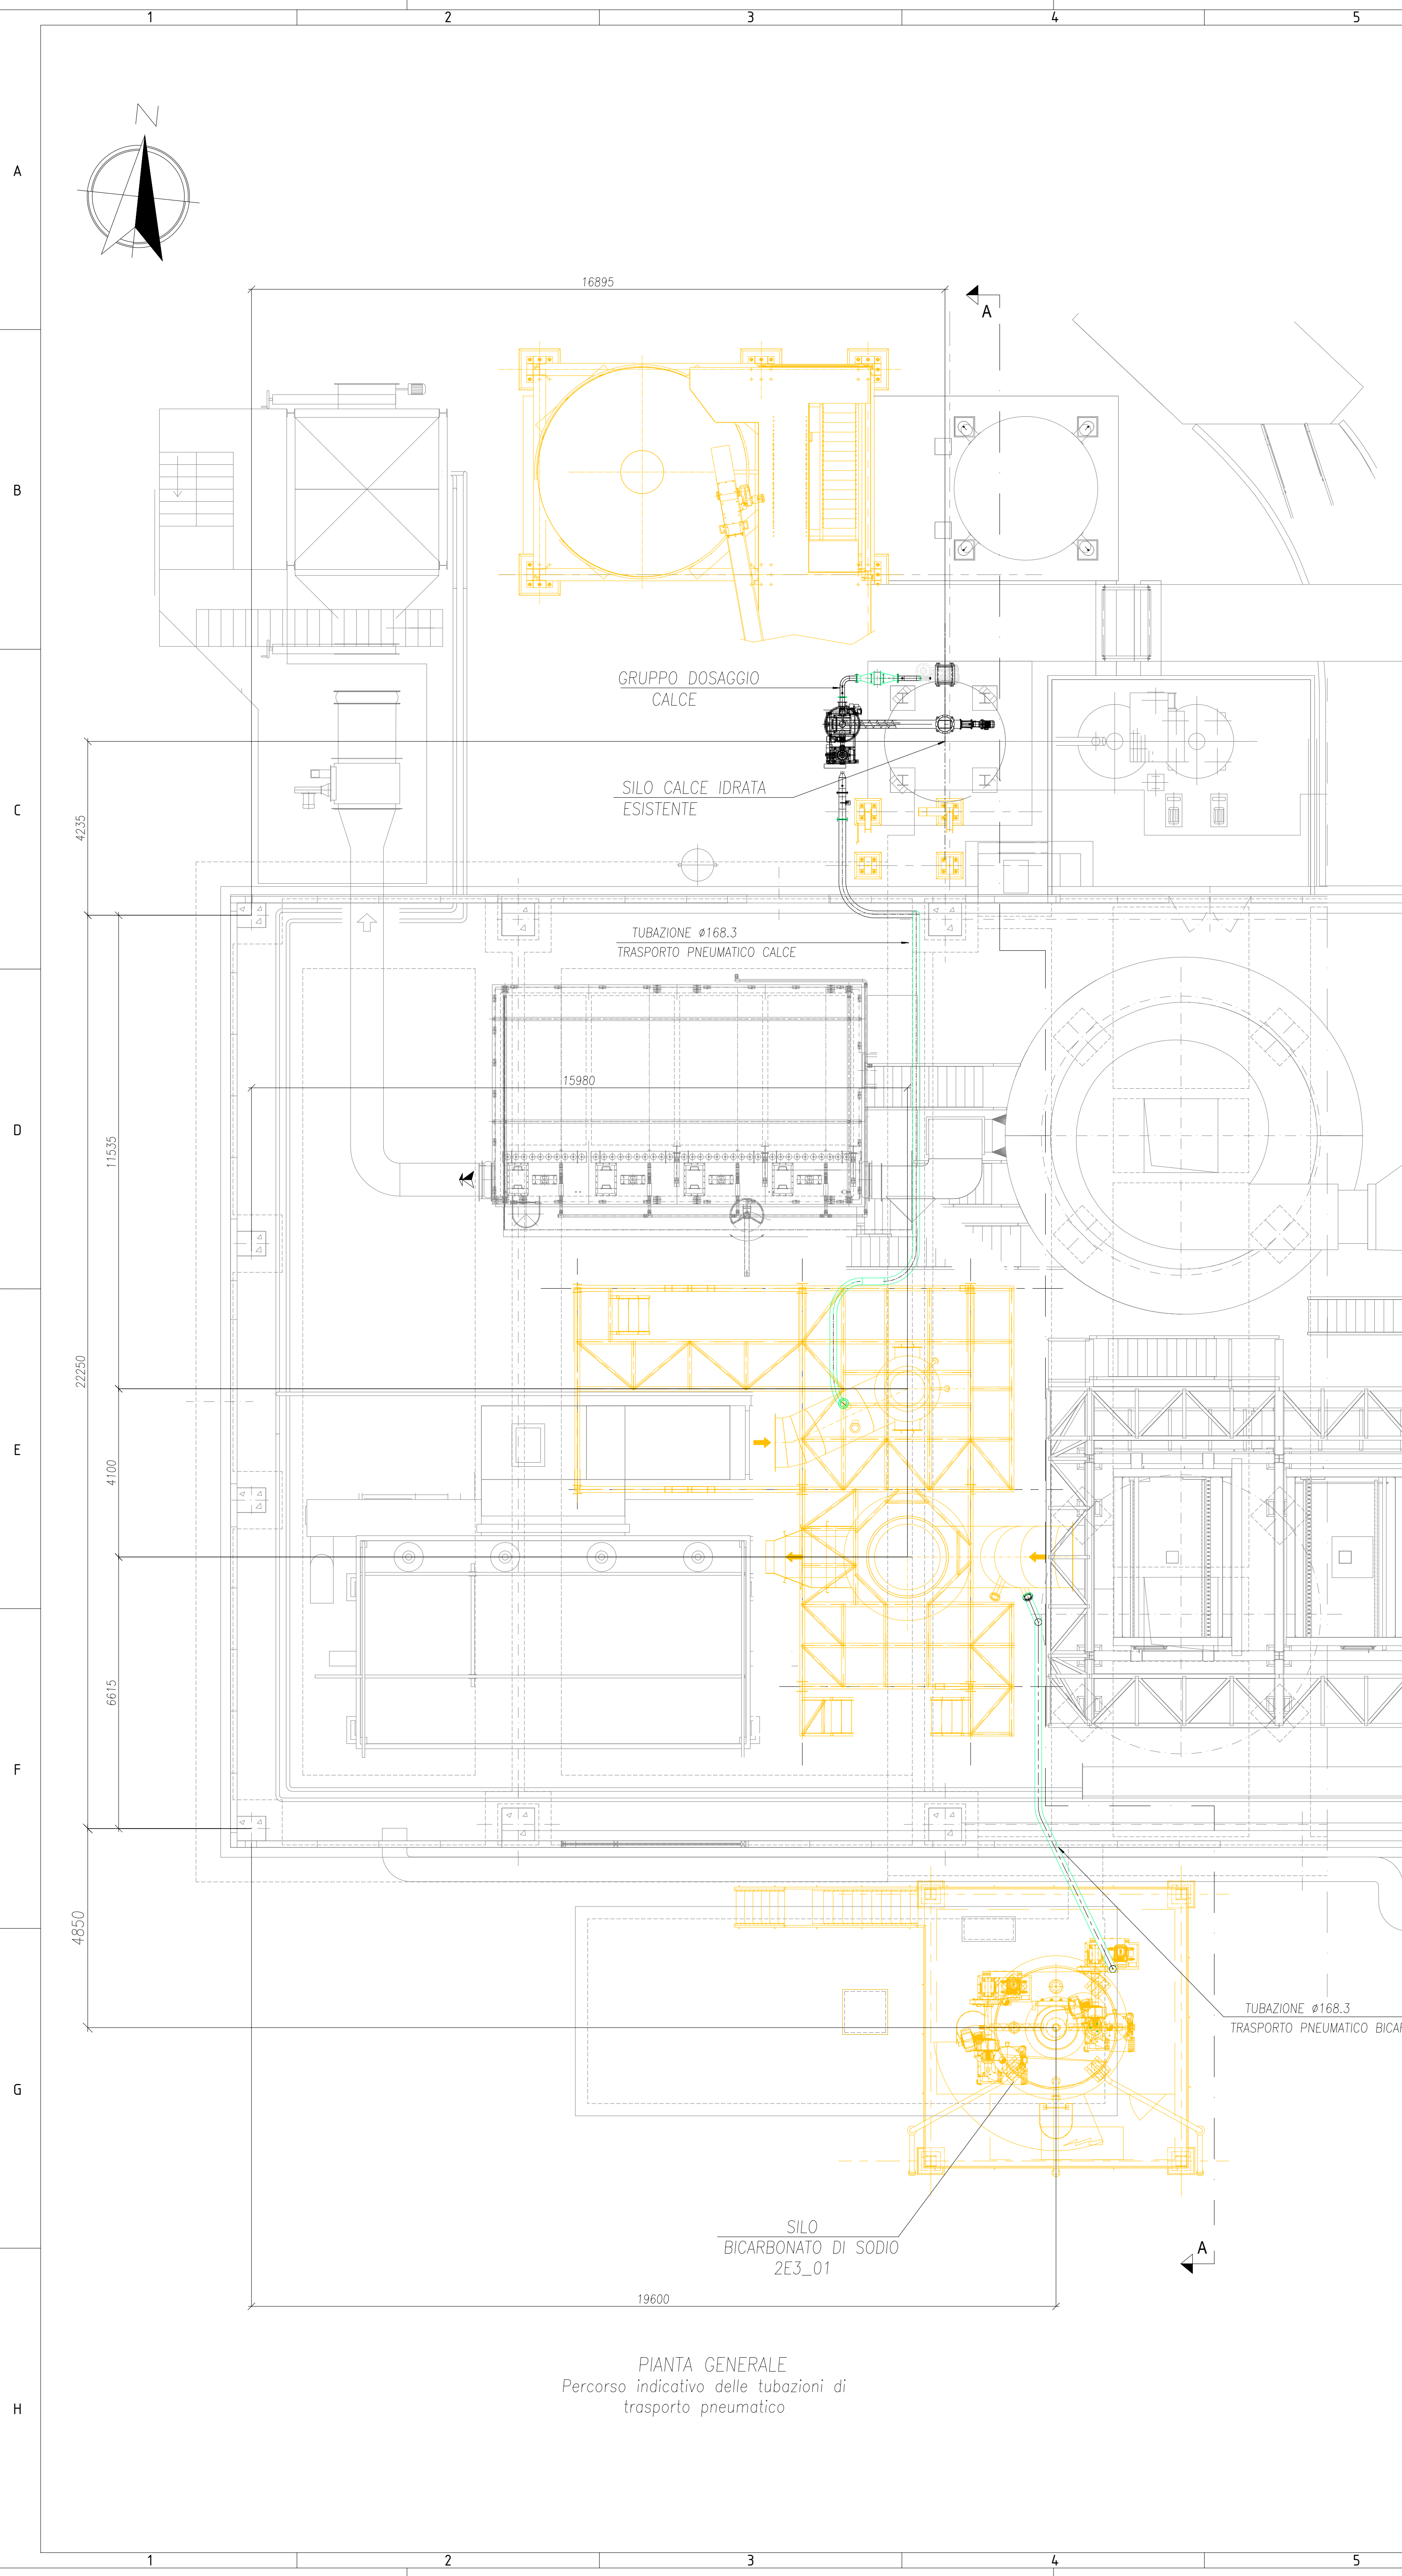 1 2 3 4 5
N
A
16895
A
B
GRUPPO DOSAGGIO
CALCE
SILO CALCE IDRATA
ESISTENTE
C
4235
TUBAZIONE ø168.3
TRASPORTO PNEUMATICO CALCE
15980
D
11535
22250
E
4100
6615
F
4850
TUBAZIONE ø168.3
TRASPORTO PNEUMATICO
G
SILO
BICARBONATO DI SODIO
2E3_01
A
19600
PIANTA GENERALE
Percorso indicativo delle tubazioni di
trasporto pneumatico
H
1 2 3 4 5